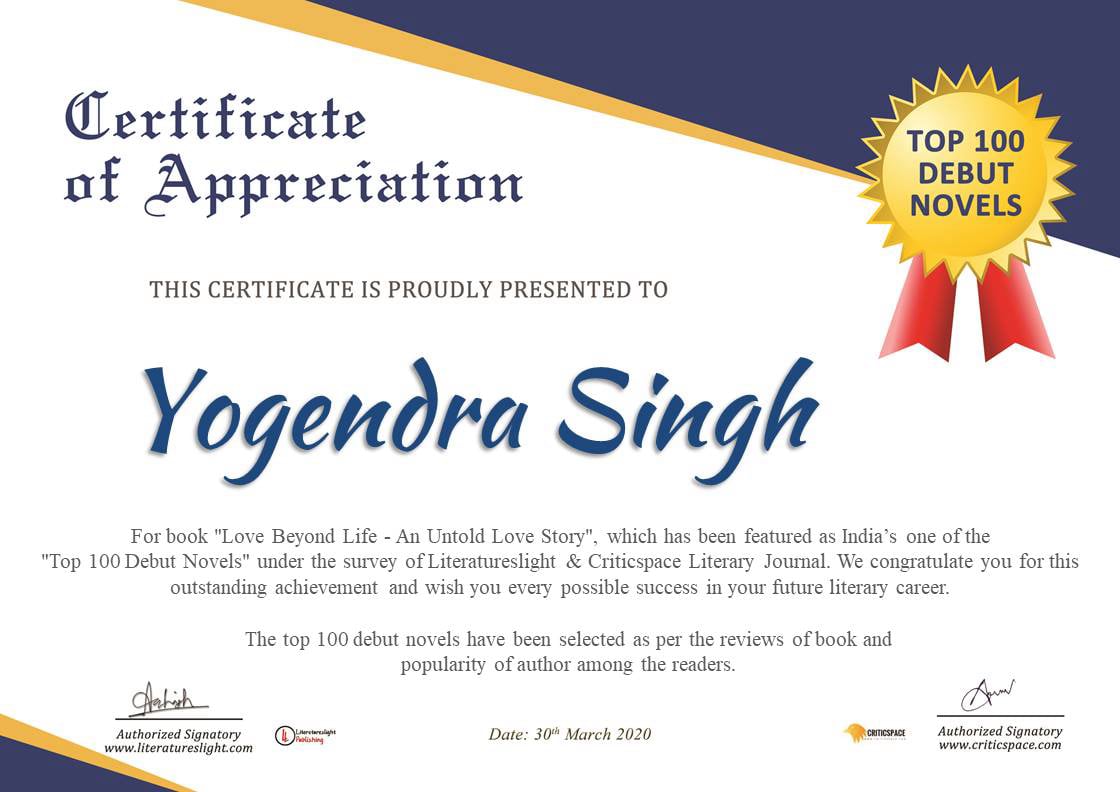 Certificate
of Appreciation
TOP 100
DEBUT
NOVELS
THIS CERTIFICATE IS PROUDLY PRESENTED TO
Yogendra Singh
For book "Love Beyond Life - An Untold Love Story", which has been featured as India’s one of the
"Top 100 Debut Novels" under the survey of Literatureslight & Criticspace Literary Journal. We congratulate you for this
outstanding achievement and wish you every possible success in your future literary career.
The top 100 debut novels have been selected as per the reviews of book and
popularity of author among the readers.
Authorized Signatory
www.literatureslight.com
Literatureslight
Publishing
Date: 30th March 2020
CRITICSPACE
Authorized Signatory
www.criticspace.com